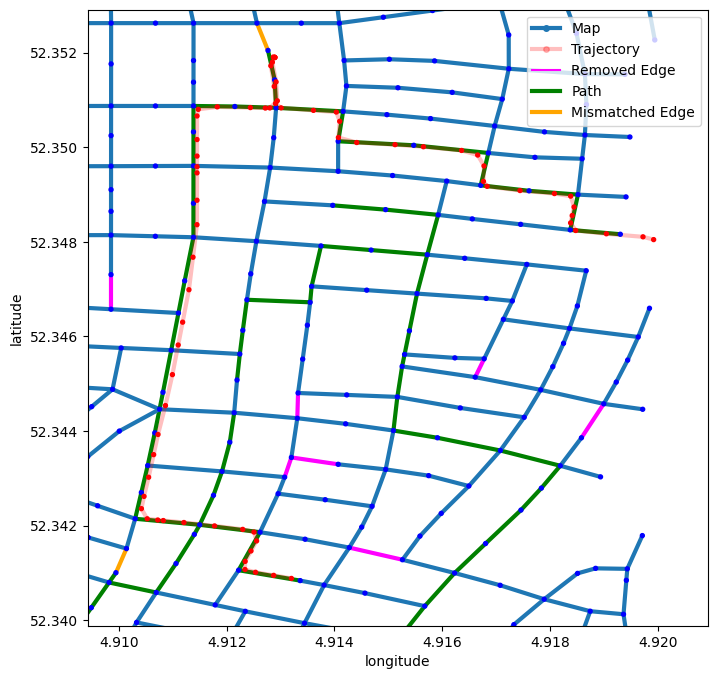 Map
Trajectory
Removed Edge
Path
Mismatched Edge
52.352
52.350
52.348
52.346
52.344
52.342
52.340
latitude
4.910 4.912 4.914 4.916 4.918 4.920
longitude